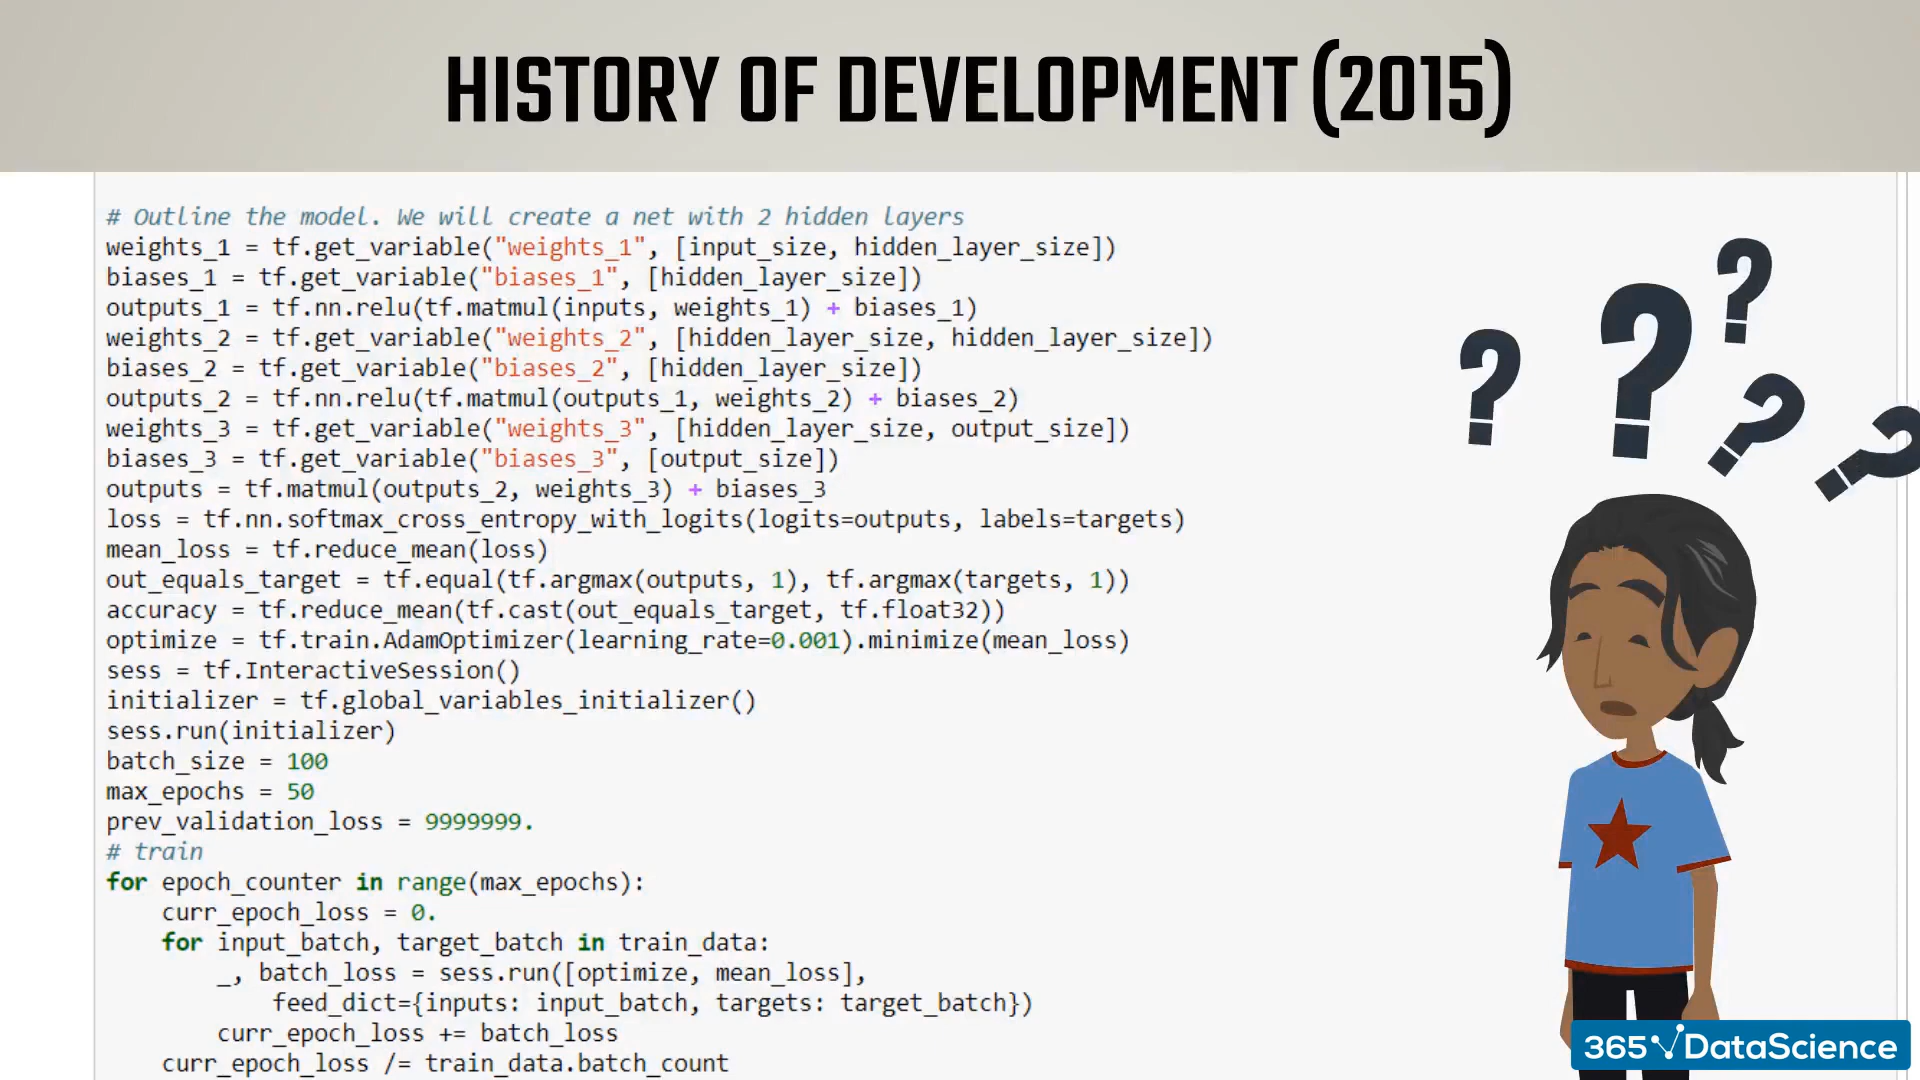 HISTORY OF DEVELOPMENT (2015)
# Outline the model. We will create a net with 2 hidden layers
weights_1 = tf.get_variable("weights_1", [input_size, hidden_layer_size])
biases_1 = tf.get_variable("biases_1", [hidden_layer_size])
outputs_1 = tf.nn.relu(tf.matmul(inputs, weights_1) + biases_1)
weights_2 = tf.get_variable("weights_2", [hidden_layer_size, hidden_layer_size])
biases_2 = tf.get_variable("biases_2", [hidden_layer_size])
outputs_2 = tf.nn.relu(tf.matmul(outputs_1, weights_2) + biases_2)
weights_3 = tf.get_variable("weights_3", [hidden_layer_size, output_size])
biases_3 = tf.get_variable("biases_3", [output_size])
outputs = tf.matmul(outputs_2, weights_3) + biases_3
loss = tf.nn.softmax_cross_entropy_with_logits(logits=outputs, labels=targets)
mean_loss = tf.reduce_mean(loss)
out_equals_target = tf.equal(tf.argmax(outputs, 1), tf.argmax(targets, 1))
accuracy = tf.reduce_mean(tf.cast(out_equals_target, tf.float32))
optimize = tf.train.AdamOptimizer(learning_rate=0.001).minimize(mean_loss)
sess = tf.InteractiveSession()
initializer = tf.global_variables_initializer()
sess.run(initializer)
batch_size = 100
max_epochs = 50
prev_validation_loss = 9999999.
# train
for epoch_counter in range(max_epochs):
    curr_epoch_loss = 0.
    for input_batch, target_batch in train_data:
        _, batch_loss = sess.run([optimize, mean_loss],
            feed_dict={inputs: input_batch, targets: target_batch})
        curr_epoch_loss += batch_loss
    curr_epoch_loss /= train_data.batch_count
? ? ? ? ?
365 DataScience